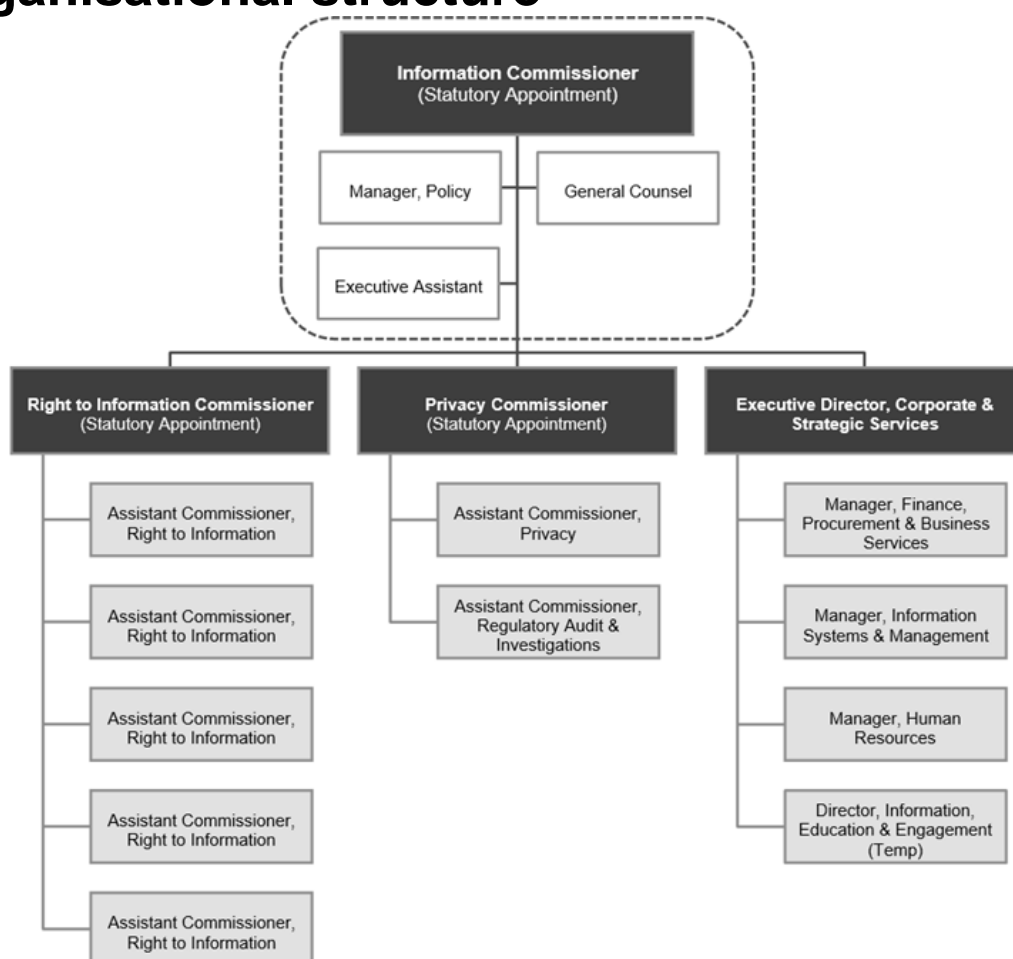 ganisational structure
Information Commissioner
(Statutory Appointment)
Manager, Policy
General Counsel
Executive Assistant
Right to Information Commissioner
(Statutory Appointment)
Assistant Commissioner,
Right to Information
Assistant Commissioner,
Right to Information
Assistant Commissioner,
Right to Information
Assistant Commissioner,
Right to Information
Assistant Commissioner,
Right to Information
Privacy Commissioner
(Statutory Appointment)
Assistant Commissioner,
Privacy
Assistant Commissioner,
Regulatory Audit &
Investigations
Executive Director, Corporate &
Strategic Services
Manager, Finance,
Procurement & Business
Services
Manager, Information
Systems & Management
Manager, Human
Resources
Director, Information,
Education & Engagement
(Temp)